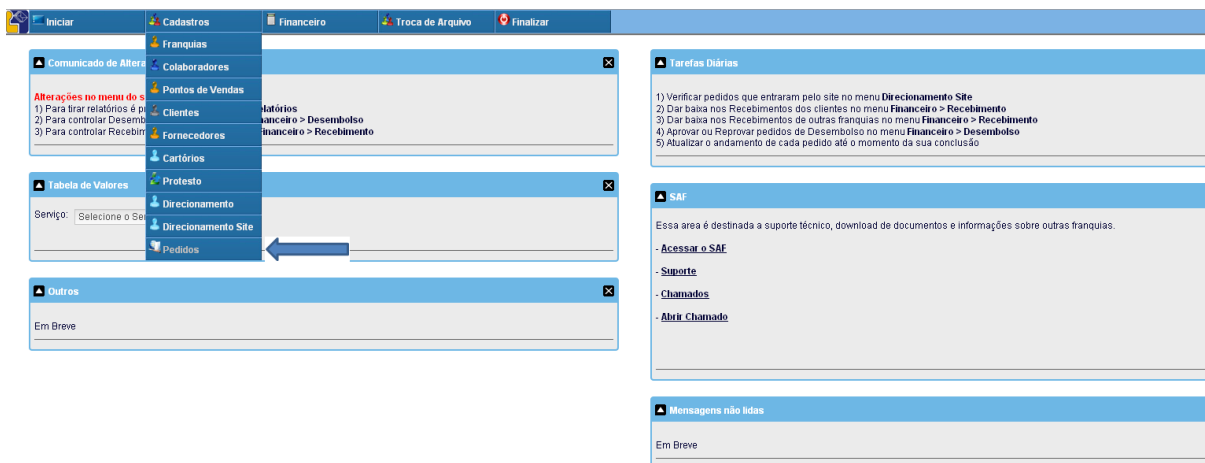 Iniciar
Cadastros
Financeiro
Troca de Arquivo
Finalizar
Franquias
Colaboradores
Pontos de Vendas
Clientes
Fornecedores
Cartórios
Protesto
Direcionamento
Direcionamento Site
Pedidos
Comunicado de Altera
Alterações no menu do s
1) Para tirar relatórios é p elatórios
2) Para controlar Desemb anceiro > Desembolso
3) Para controlar Recebim inanceiro > Recebimento
Tabela de Valores
Serviço: Selecione o Se
Outros
Em Breve
Tarefas Diárias
1) Verificar pedidos que entraram pelo site no menu Direcionamento Site
2) Dar baixa nos Recebimentos dos clientes no menu Financeiro > Recebimento
3) Dar baixa nos Recebimentos de outras franquias no menu Financeiro > Recebimento
4) Aprovar ou Reprovar pedidos de Desembolso no menu Financeiro > Desembolso
5) Atualizar o andamento de cada pedido até o momento da sua conclusão
SAF
Essa area é destinada a suporte técnico, download de documentos e informações sobre outras franquias.
- Acessar o SAF
- Suporte
- Chamados
- Abrir Chamado
Mensagens não lidas
Em Breve